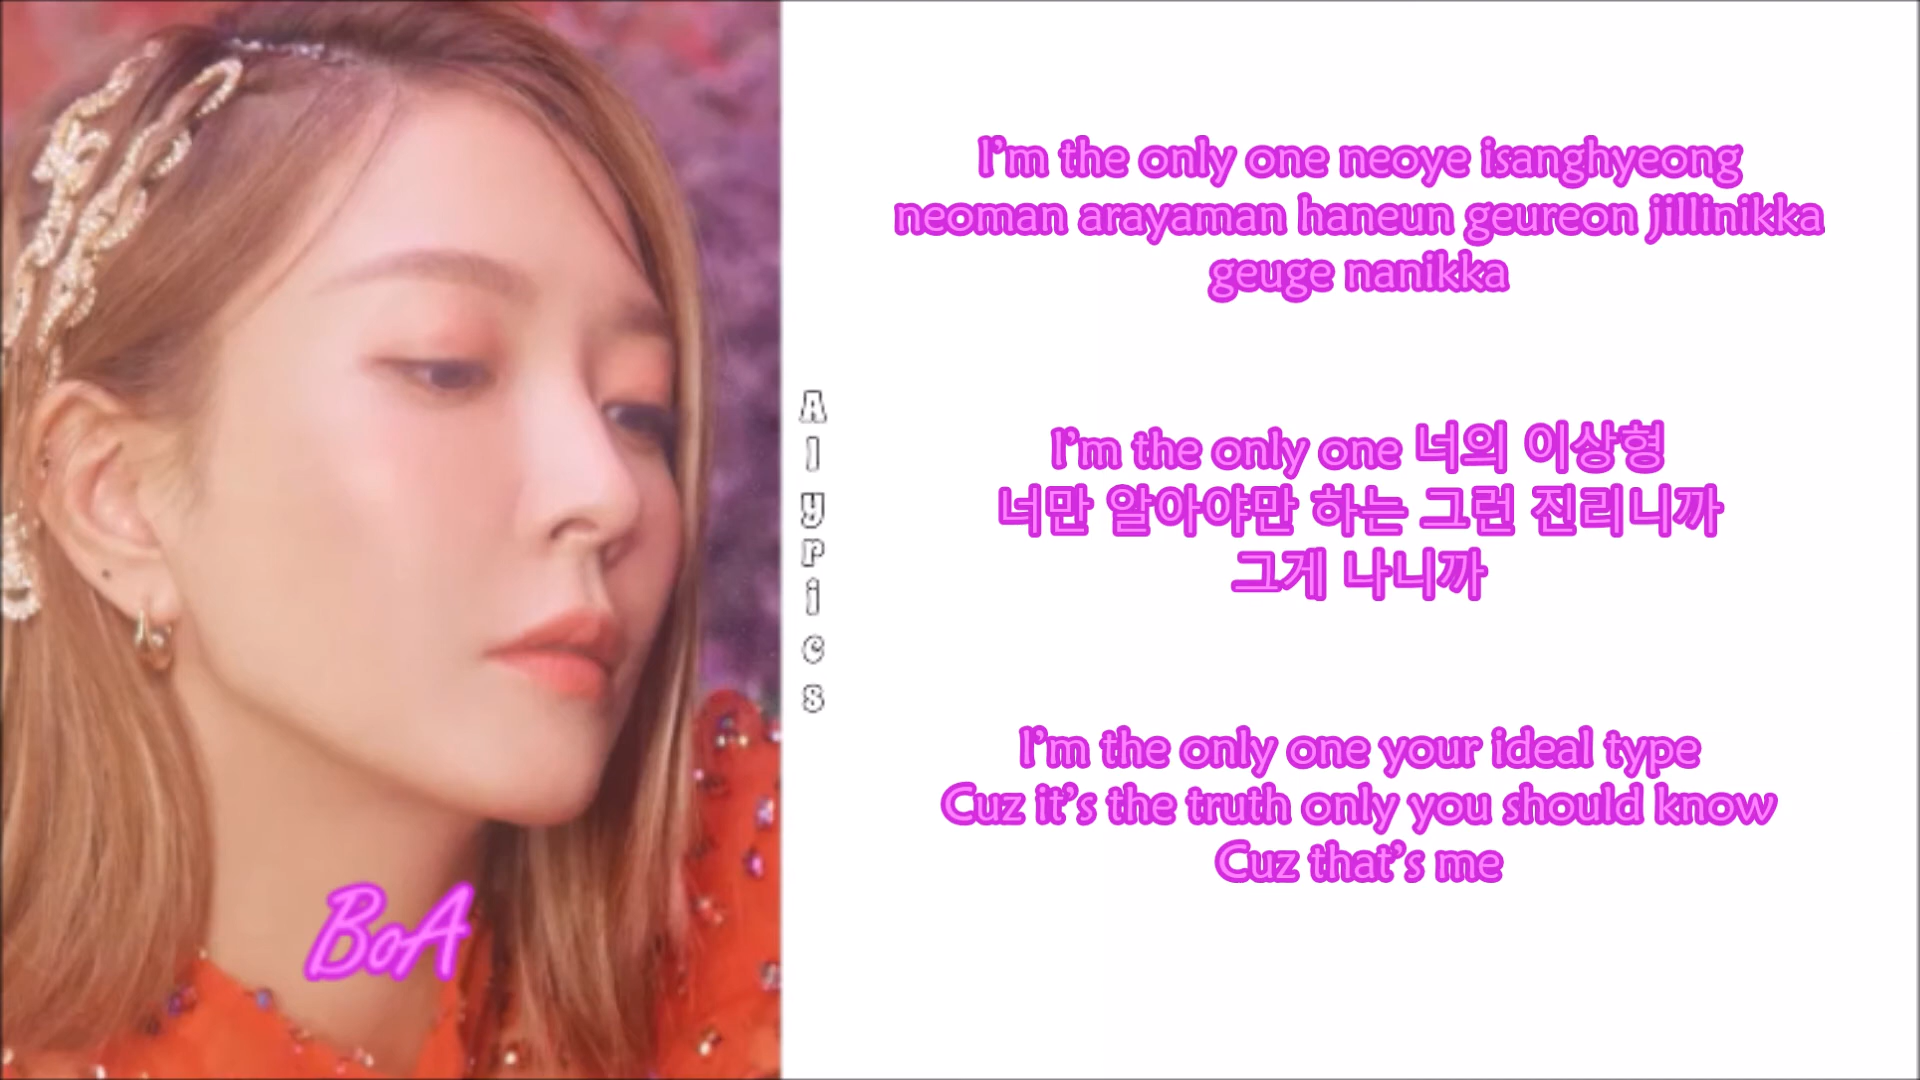 I'm the only one neoye isanghyeong
neoman arayaman haneun geureon jillinikka
geuge nanikka
I'm the only one 너의 이상형
너만 알아야만 하는 그런 진리니까
그게 나니까
I'm the only one your ideal type
Cuz it's the truth only you should know
Cuz that's me
Alyrics
BoA